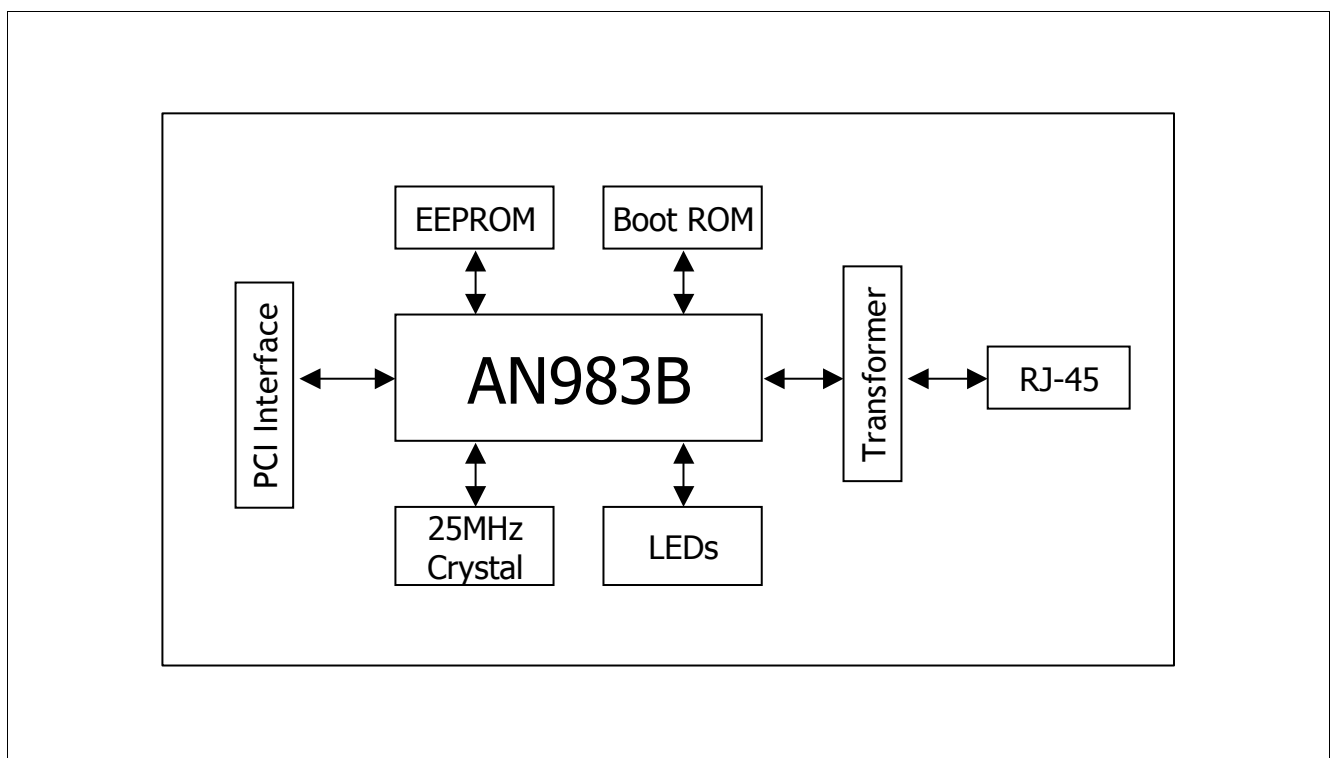 EEPROM
Boot ROM
PCI Interface
AN983B
Transformer
RJ-45
25MHz
Crystal
LEDs